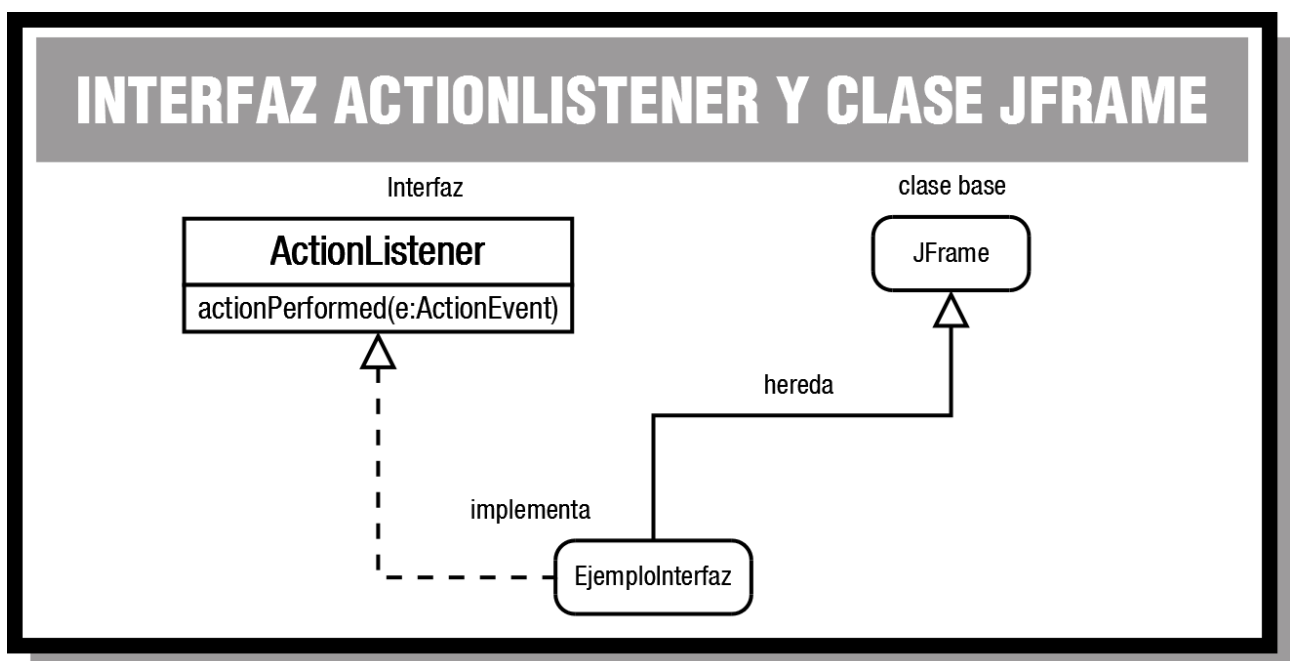 INTERFAZ ACTIONLISTENER Y CLASE JFRAME
Interfaz
clase base
ActionListener
JFrame
actionPerformed(e:ActionEvent)
hereda
implementa
EjemploInterfaz